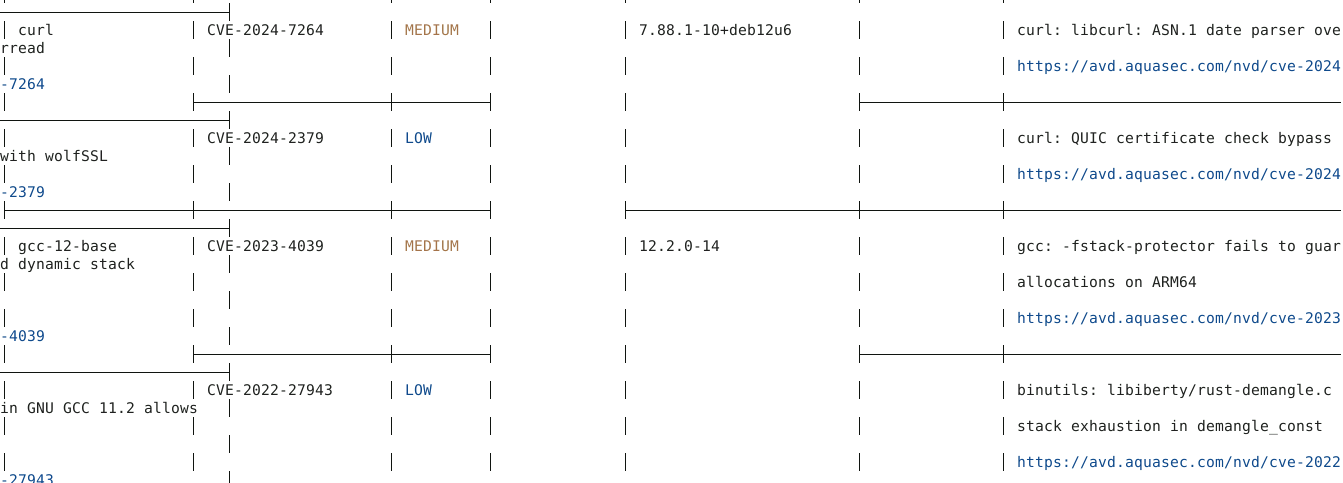 curl CVE-2024-7264 MEDIUM 7.88.1-10+deb12u6 curl: libcurl: ASN.1 date parser ove
rread
https://avd.aquasec.com/nvd/cve-2024
-7264
CVE-2024-2379 LOW curl: QUIC certificate check bypass
with wolfSSL
https://avd.aquasec.com/nvd/cve-2024
-2379
gcc-12-base CVE-2023-4039 MEDIUM 12.2.0-14 gcc: -fstack-protector fails to guar
d dynamic stack
allocations on ARM64
https://avd.aquasec.com/nvd/cve-2023
-4039
CVE-2022-27943 LOW binutils: libiberty/rust-demangle.c
in GNU GCC 11.2 allows
stack exhaustion in demangle_const
https://avd.aquasec.com/nvd/cve-2022
-27943